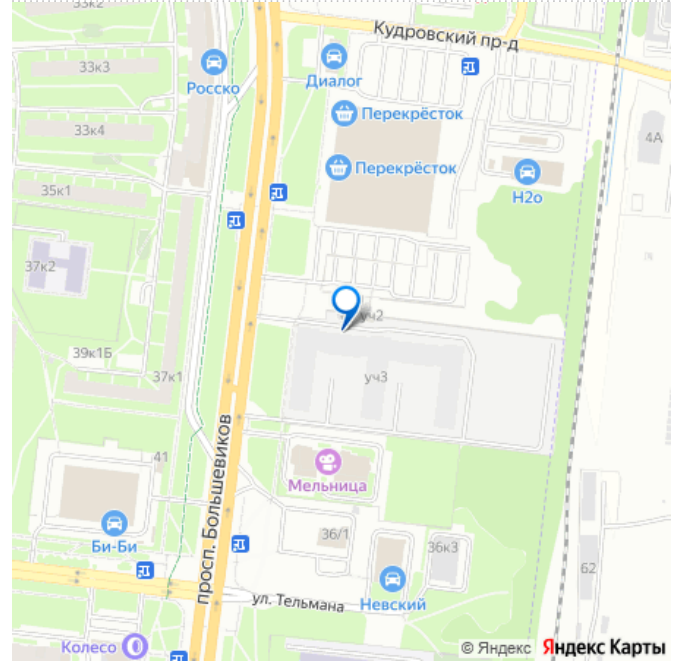 33к2
Кудровский пр-д
33к3
Росско
Диалог
Перекрёсток
33к4
4А
Перекрёсток
35к1
Н2о
37к2
уч2
39к1Б
37к1
уч3
просп. Большевиков
41
Мельница
Би-Би
36/1
36к3
62
ул. Тельмана
Невский
Колесо
© Яндекс Яндекс Карты